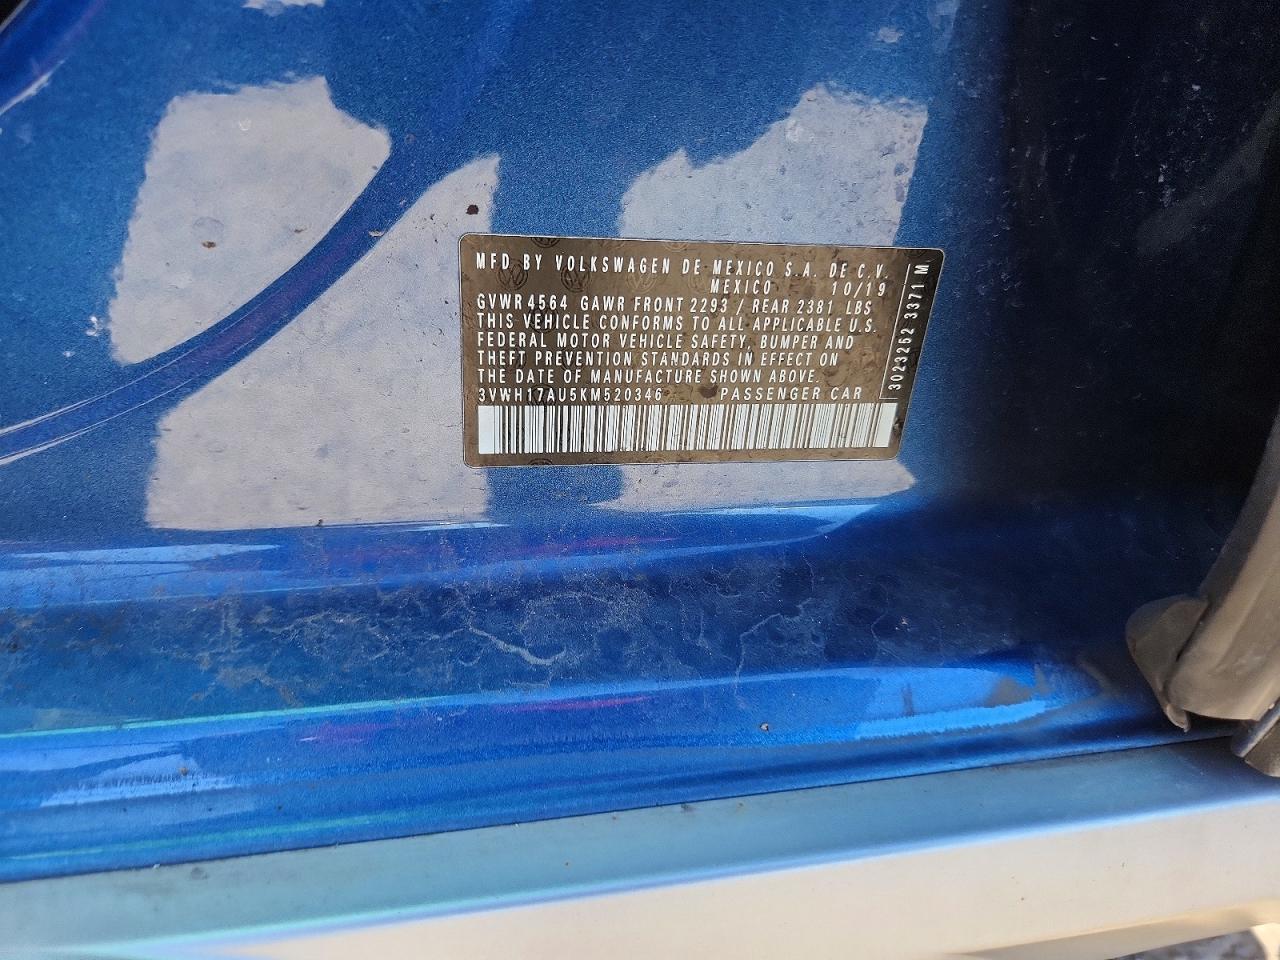 MFD BY VOLKSWAGEN DE MEXICO S.A. DE C.V.
MEXICO 10/19
GVWR 4564 GAWR FRONT 2293 / REAR 2381 LBS
THIS VEHICLE CONFORMS TO ALL APPLICABLE U.S.
FEDERAL MOTOR VEHICLE SAFETY, BUMPER AND
THEFT PREVENTION STANDARDS IN EFFECT ON
THE DATE OF MANUFACTURE SHOWN ABOVE.
3VWH17AU5KM520346 PASSENGER CAR
3023252 3371 M